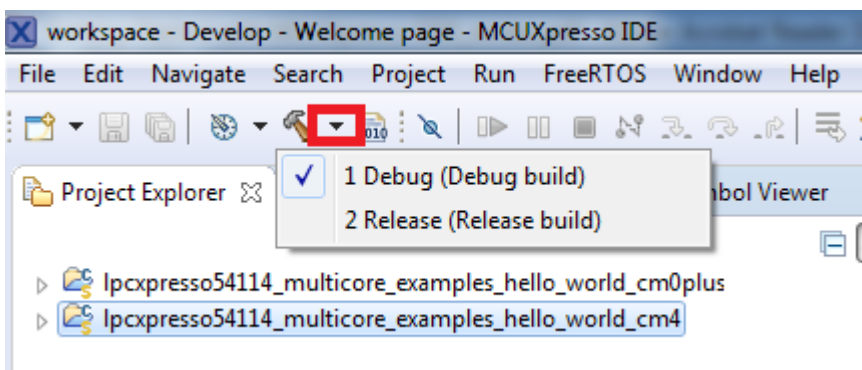 workspace - Develop - Welcome page - MCUXpresso IDE
File Edit Navigate Search Project Run FreeRTOS Window Help
010
Project Explorer
1 Debug (Debug build)
bol Viewer
2 Release (Release build)
lpcxpresso54114_multicore_examples_hello_world_cm0plus
lpcxpresso54114_multicore_examples_hello_world_cm4